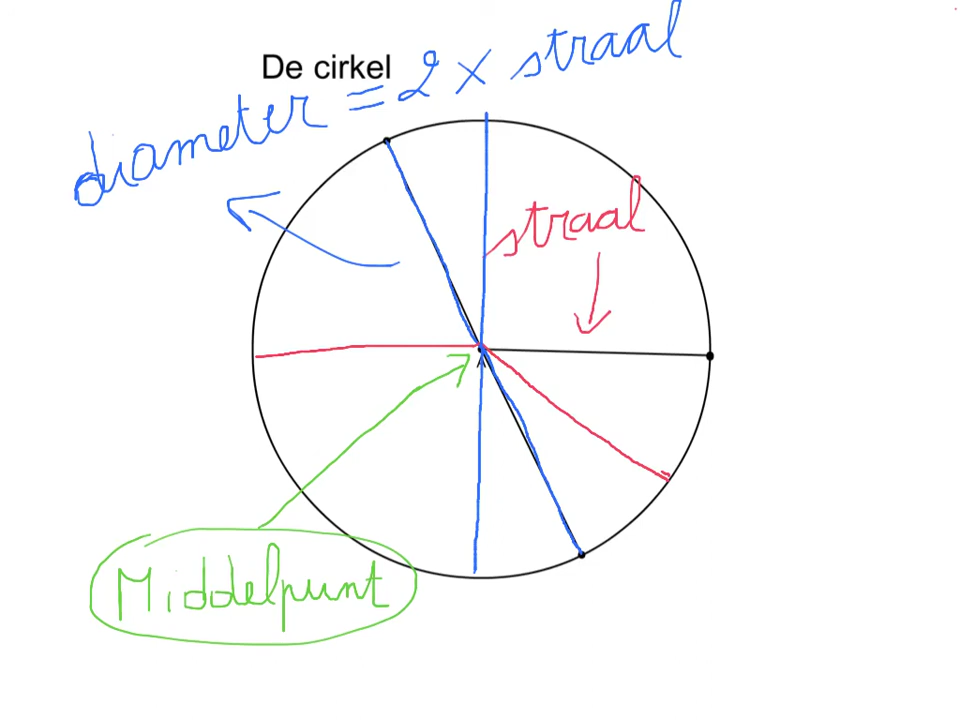 De cirkel
diameter = 2 × straal
straal
Middelpunt